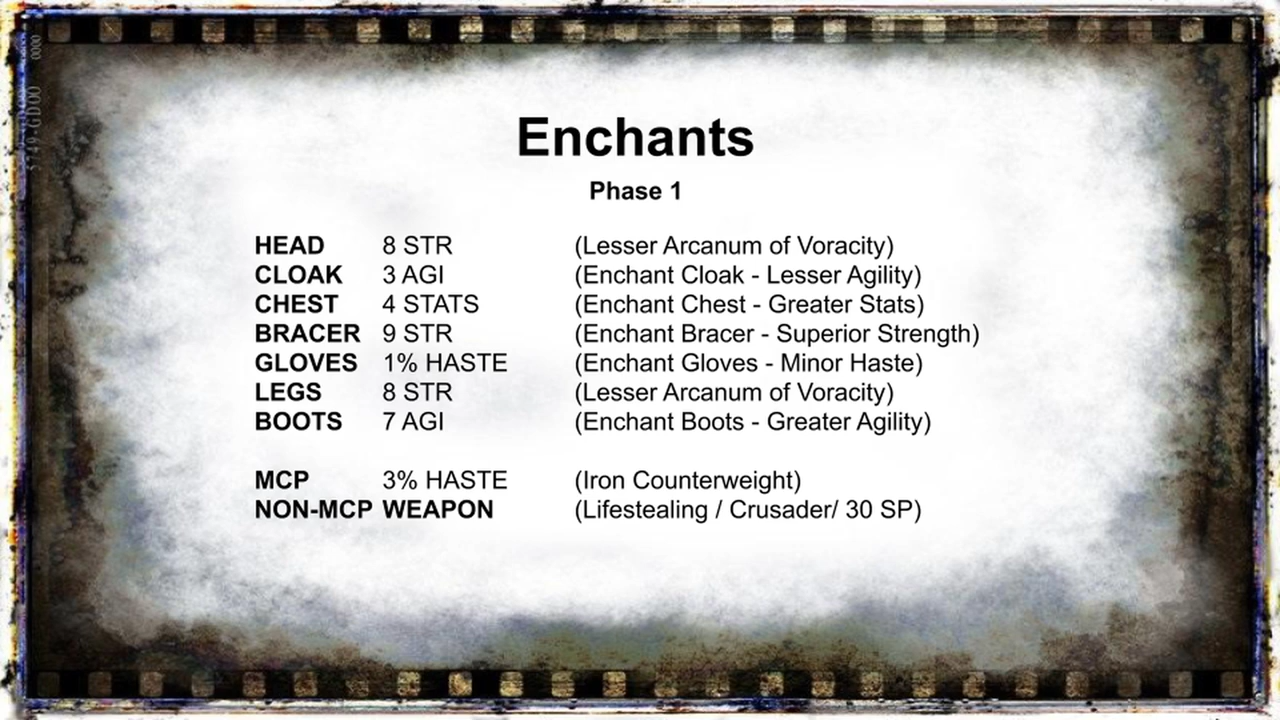 Enchants
Phase 1
HEAD 8 STR (Lesser Arcanum of Voracity)
CLOAK 3 AGI (Enchant Cloak - Lesser Agility)
CHEST 4 STATS (Enchant Chest - Greater Stats)
BRACER 9 STR (Enchant Bracer - Superior Strength)
GLOVES 1% HASTE (Enchant Gloves - Minor Haste)
LEGS 8 STR (Lesser Arcanum of Voracity)
BOOTS 7 AGI (Enchant Boots - Greater Agility)
MCP 3% HASTE (Iron Counterweight)
NON-MCP WEAPON (Lifestealing / Crusader/ 30 SP)
0000